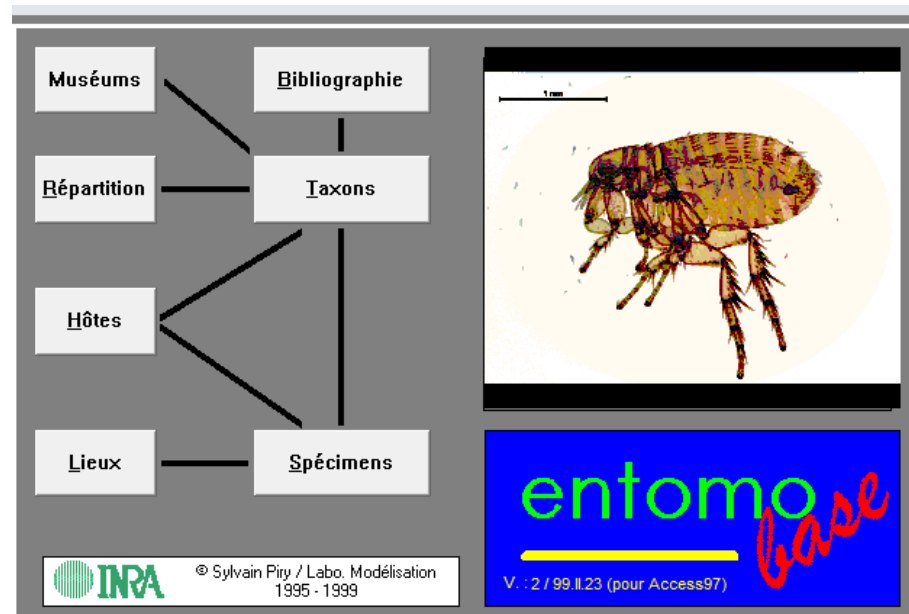 Muséums
Bibliographie
Répartition
Taxons
Hôtes
Lieux
Spécimens
1 mm
entomo
base
V. : 2 / 99.II.23 (pour Access97)
INRA
© Sylvain Piry / Labo. Modélisation
1995 - 1999